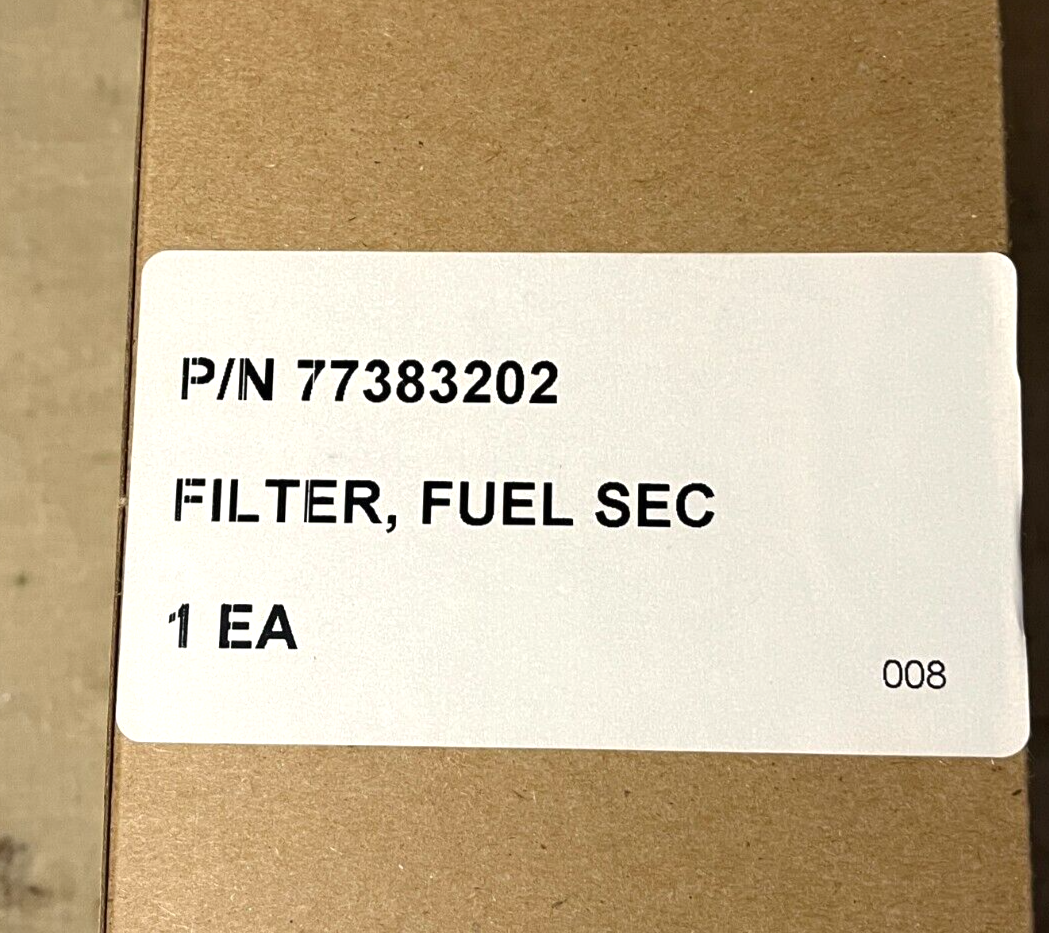 P/N 77383202
FILTER, FUEL SEC
1 EA
008